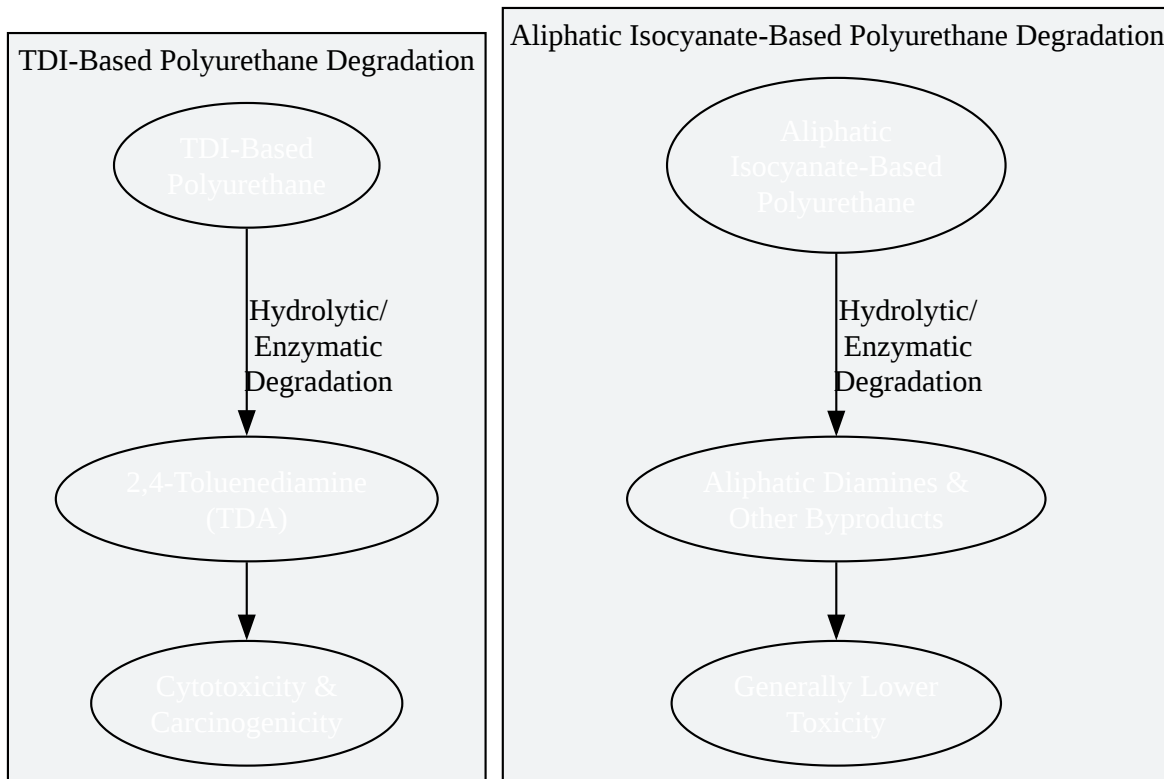 TDI-Based Polyurethane Degradation
TDI-Based
Polyurethane
Hydrolytic/
Enzymatic
Degradation
2,4-Toluenediamine
(TDA)
Cytotoxicity &
Carcinogenicity
Aliphatic Isocyanate-Based Polyurethane Degradation
Aliphatic
Isocyanate-Based
Polyurethane
Hydrolytic/
Enzymatic
Degradation
Aliphatic Diamines &
Other Byproducts
Generally Lower
Toxicity